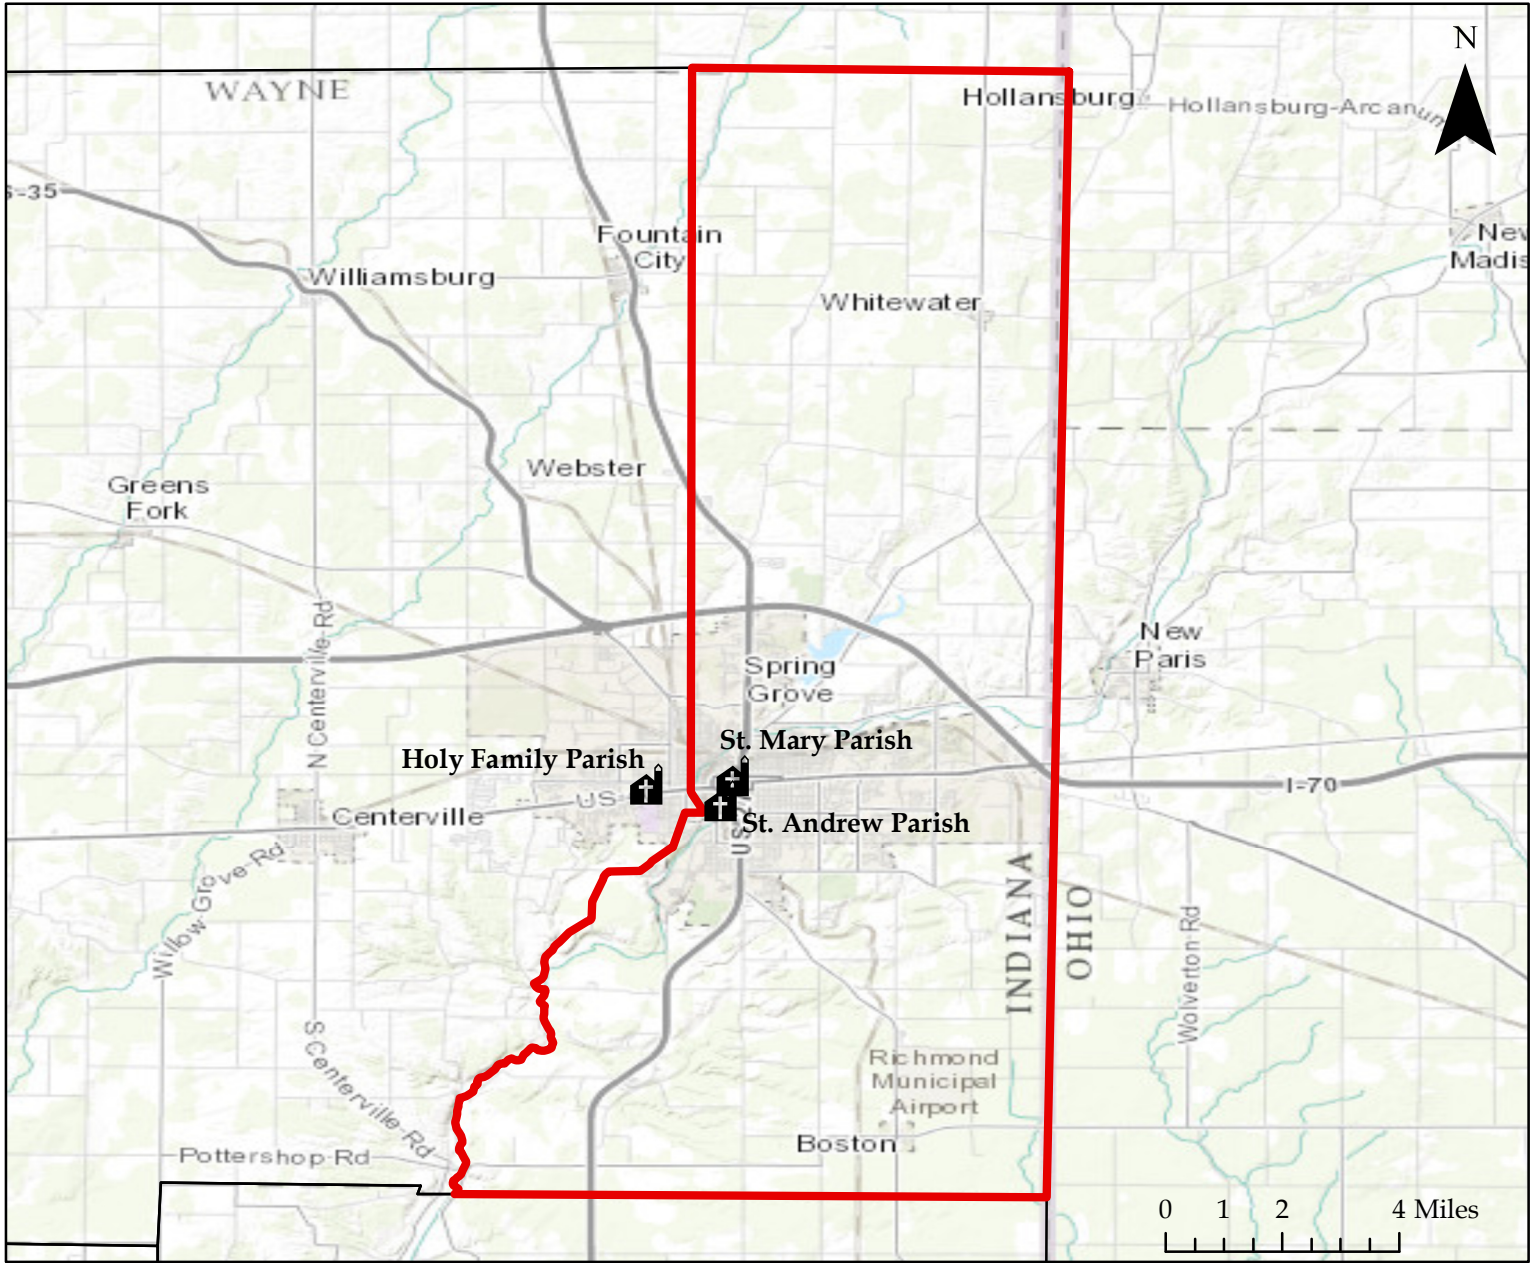 N
WAYNE
Hollansburg
Hollansburg-Arcanum
S-35
Fountain
City
New
Madis
Williamsburg
Whitewater
Webster
Greens
Fork
N Centerville Rd
New
Paris
Spring
Grove
St. Mary Parish
Holy Family Parish
US
I-70
Centerville
St. Andrew Parish
US
Willow Grove Rd
INDIANA
OHIO
Wolverton Rd
S Centerville Rd
Richmond
Municipal
Airport
Boston
Pottershop Rd
0 1 2 4 Miles